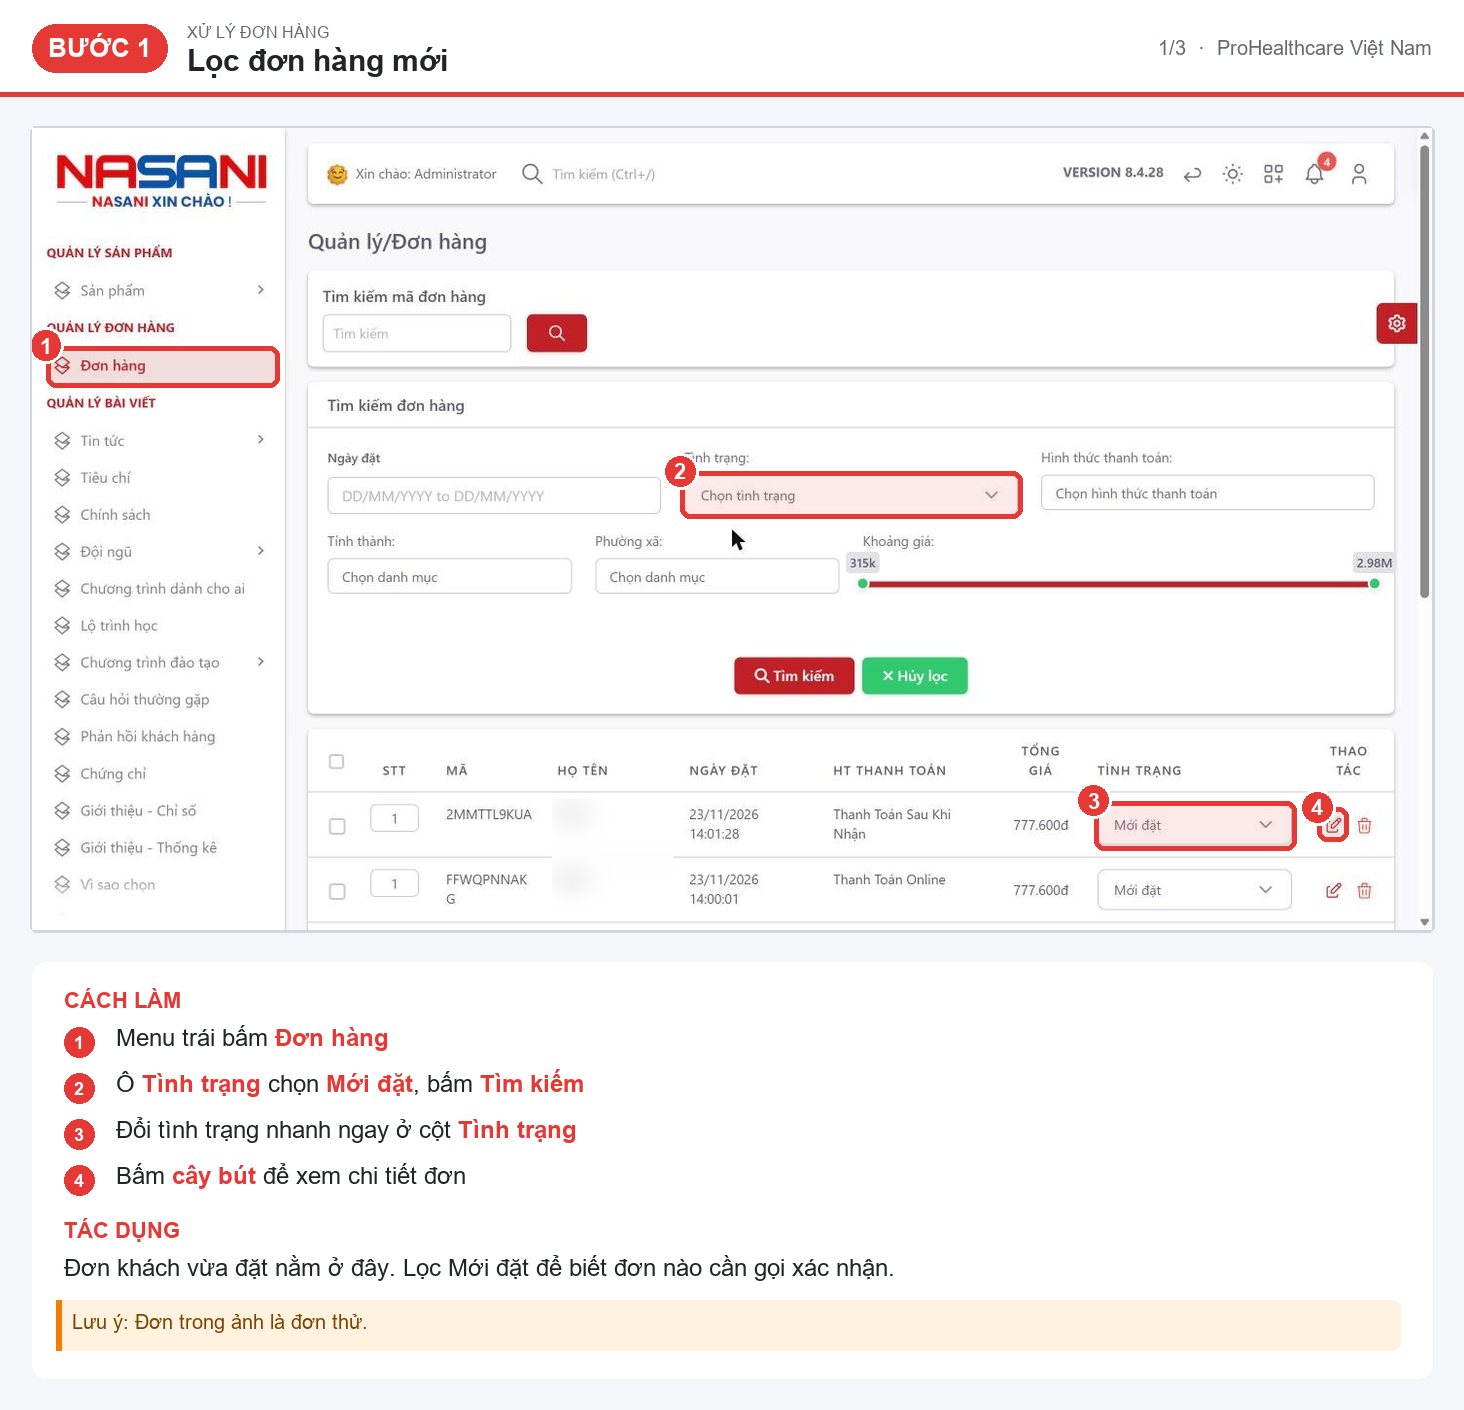 BƯỚC 1
XỬ LÝ ĐƠN HÀNG
Lọc đơn hàng mới
1/3 · ProHealthcare Việt Nam
NASANI
NASANI XIN CHÀO !
QUẢN LÝ SẢN PHẨM
Sản phẩm
QUẢN LÝ ĐƠN HÀNG
1
Đơn hàng
QUẢN LÝ BÀI VIẾT
Tin tức
Tiêu chí
Chính sách
Đội ngũ
Chương trình dành cho ai
Lộ trình học
Chương trình đào tạo
Câu hỏi thường gặp
Phản hồi khách hàng
Chứng chỉ
Giới thiệu - Chỉ số
Giới thiệu - Thống kê
Vì sao chọn
Xin chào: Administrator
Tìm kiếm (Ctrl+/)
VERSION 8.4.28
4
Quản lý/Đơn hàng
Tìm kiếm mã đơn hàng
Tìm kiếm
Tìm kiếm đơn hàng
Ngày đặt
Tình trạng:
Hình thức thanh toán:
2
DD/MM/YYYY to DD/MM/YYYY
Chọn tình trạng
Chọn hình thức thanh toán
Tỉnh thành:
Phường xã:
Khoảng giá:
315k
2.98M
Chọn danh mục
Chọn danh mục
Tìm kiếm
Hủy lọc
STT MÃ HỌ TÊN NGÀY ĐẶT HT THANH TOÁN TỔNG GIÁ TÌNH TRẠNG THAO TÁC
3
4
1 2MMTTL9KUA 23/11/2026 14:01:28 Thanh Toán Sau Khi Nhận 777.600đ Mới đặt
1 FFWQPNNAKG 23/11/2026 14:00:01 Thanh Toán Online 777.600đ Mới đặt
CÁCH LÀM
1 Menu trái bấm Đơn hàng
2 Ô Tình trạng chọn Mới đặt, bấm Tìm kiếm
3 Đổi tình trạng nhanh ngay ở cột Tình trạng
4 Bấm cây bút để xem chi tiết đơn
TÁC DỤNG
Đơn khách vừa đặt nằm ở đây. Lọc Mới đặt để biết đơn nào cần gọi xác nhận.
Lưu ý: Đơn trong ảnh là đơn thử.